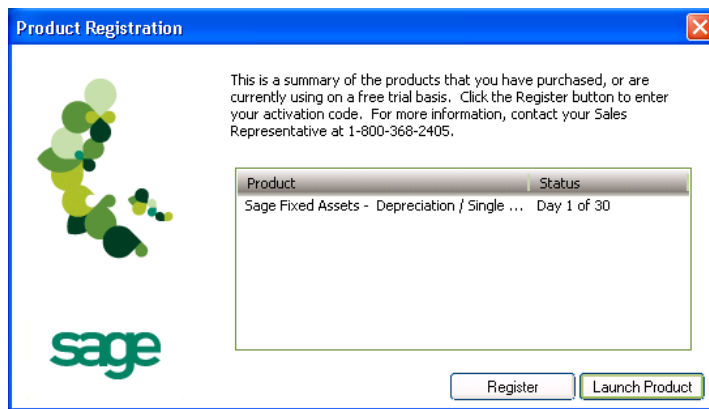 Product Registration
This is a summary of the products that you have purchased, or are
currently using on a free trial basis.  Click the Register button to enter
your activation code.  For more information, contact your Sales
Representative at 1-800-368-2405.
Product Status
Sage Fixed Assets -  Depreciation / Single ... Day 1 of 30
sage
Register Launch Product